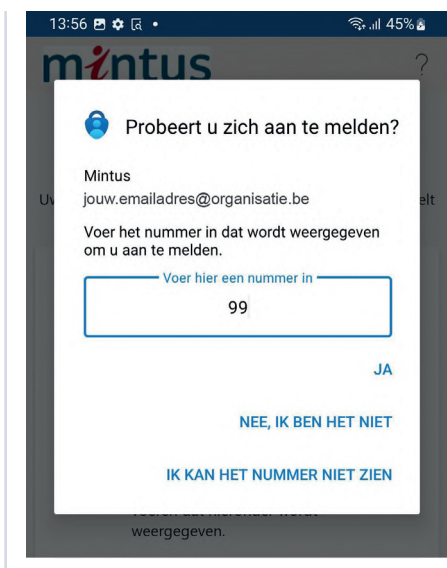 13:56
45%
mintus
?
Probeert u zich aan te melden?
Mintus
jouw.emailadres@organisatie.be
Voer het nummer in dat wordt weergegeven
om u aan te melden.
Voer hier een nummer in
99
JA
NEE, IK BEN HET NIET
IK KAN HET NUMMER NIET ZIEN
weergegeven.